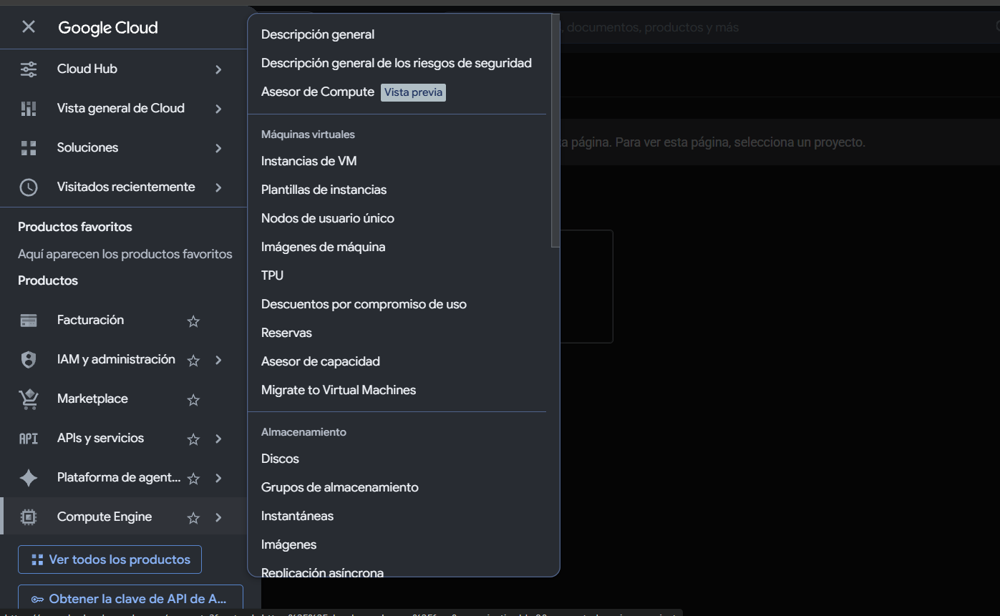 Google Cloud
Cloud Hub
Vista general de Cloud
Soluciones
Visitados recientemente
Productos favoritos
Aquí aparecen los productos favoritos
Productos
Facturación
IAM y administración
Marketplace
API APIs y servicios
Plataforma de agent...
Compute Engine
Ver todos los productos
Obtener la clave de API de A...
Descripción general
Descripción general de los riesgos de seguridad
Asesor de Compute Vista previa
Máquinas virtuales
Instancias de VM
Plantillas de instancias
Nodos de usuario único
Imágenes de máquina
TPU
Descuentos por compromiso de uso
Reservas
Asesor de capacidad
Migrate to Virtual Machines
Almacenamiento
Discos
Grupos de almacenamiento
Instantáneas
Imágenes
Replicación asíncrona
, documentos, productos y más
a página. Para ver esta página, selecciona un proyecto.